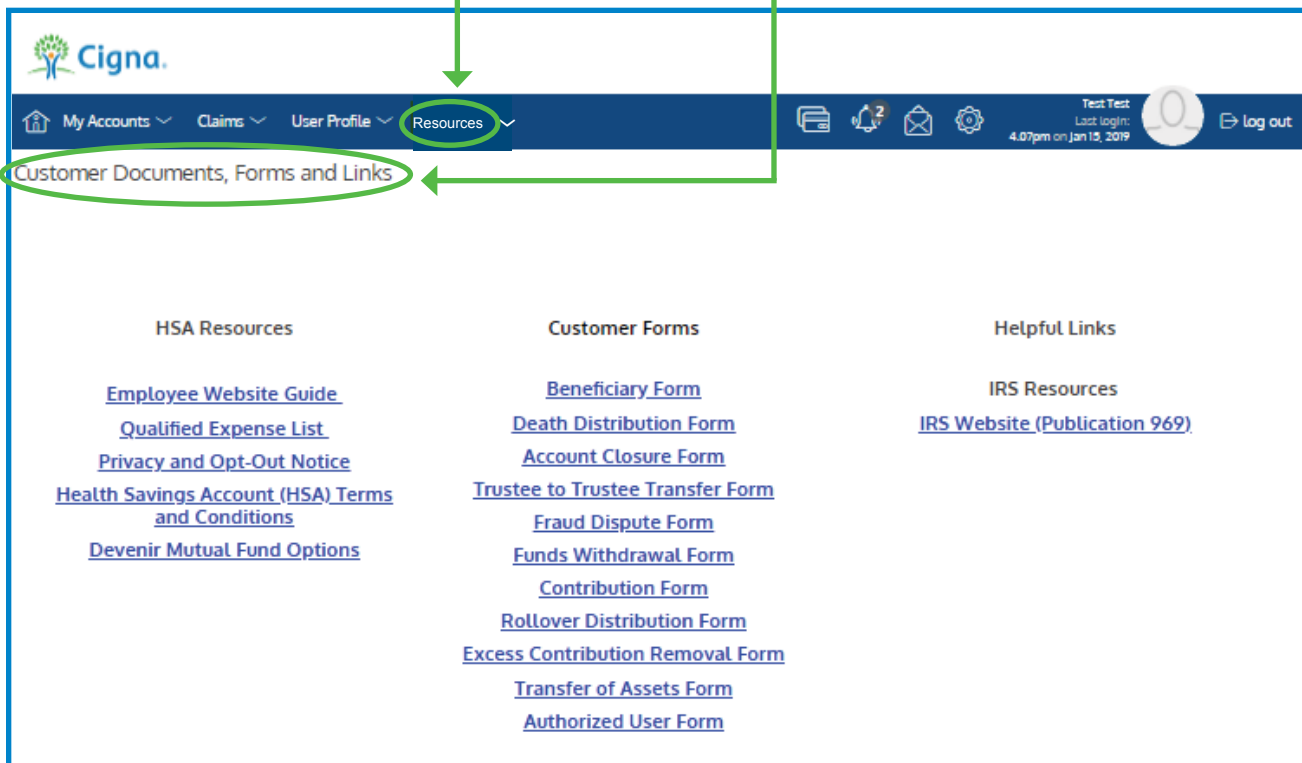 Cigna.
My Accounts Claims User Profile Resources
2
Test Test
Last login:
4.07pm on Jan 15, 2019
log out
Customer Documents, Forms and Links
HSA Resources
Employee Website Guide
Qualified Expense List
Privacy and Opt-Out Notice
Health Savings Account (HSA) Terms
and Conditions
Devenir Mutual Fund Options
Customer Forms
Beneficiary Form
Death Distribution Form
Account Closure Form
Trustee to Trustee Transfer Form
Fraud Dispute Form
Funds Withdrawal Form
Contribution Form
Rollover Distribution Form
Excess Contribution Removal Form
Transfer of Assets Form
Authorized User Form
Helpful Links
IRS Resources
IRS Website (Publication 969)